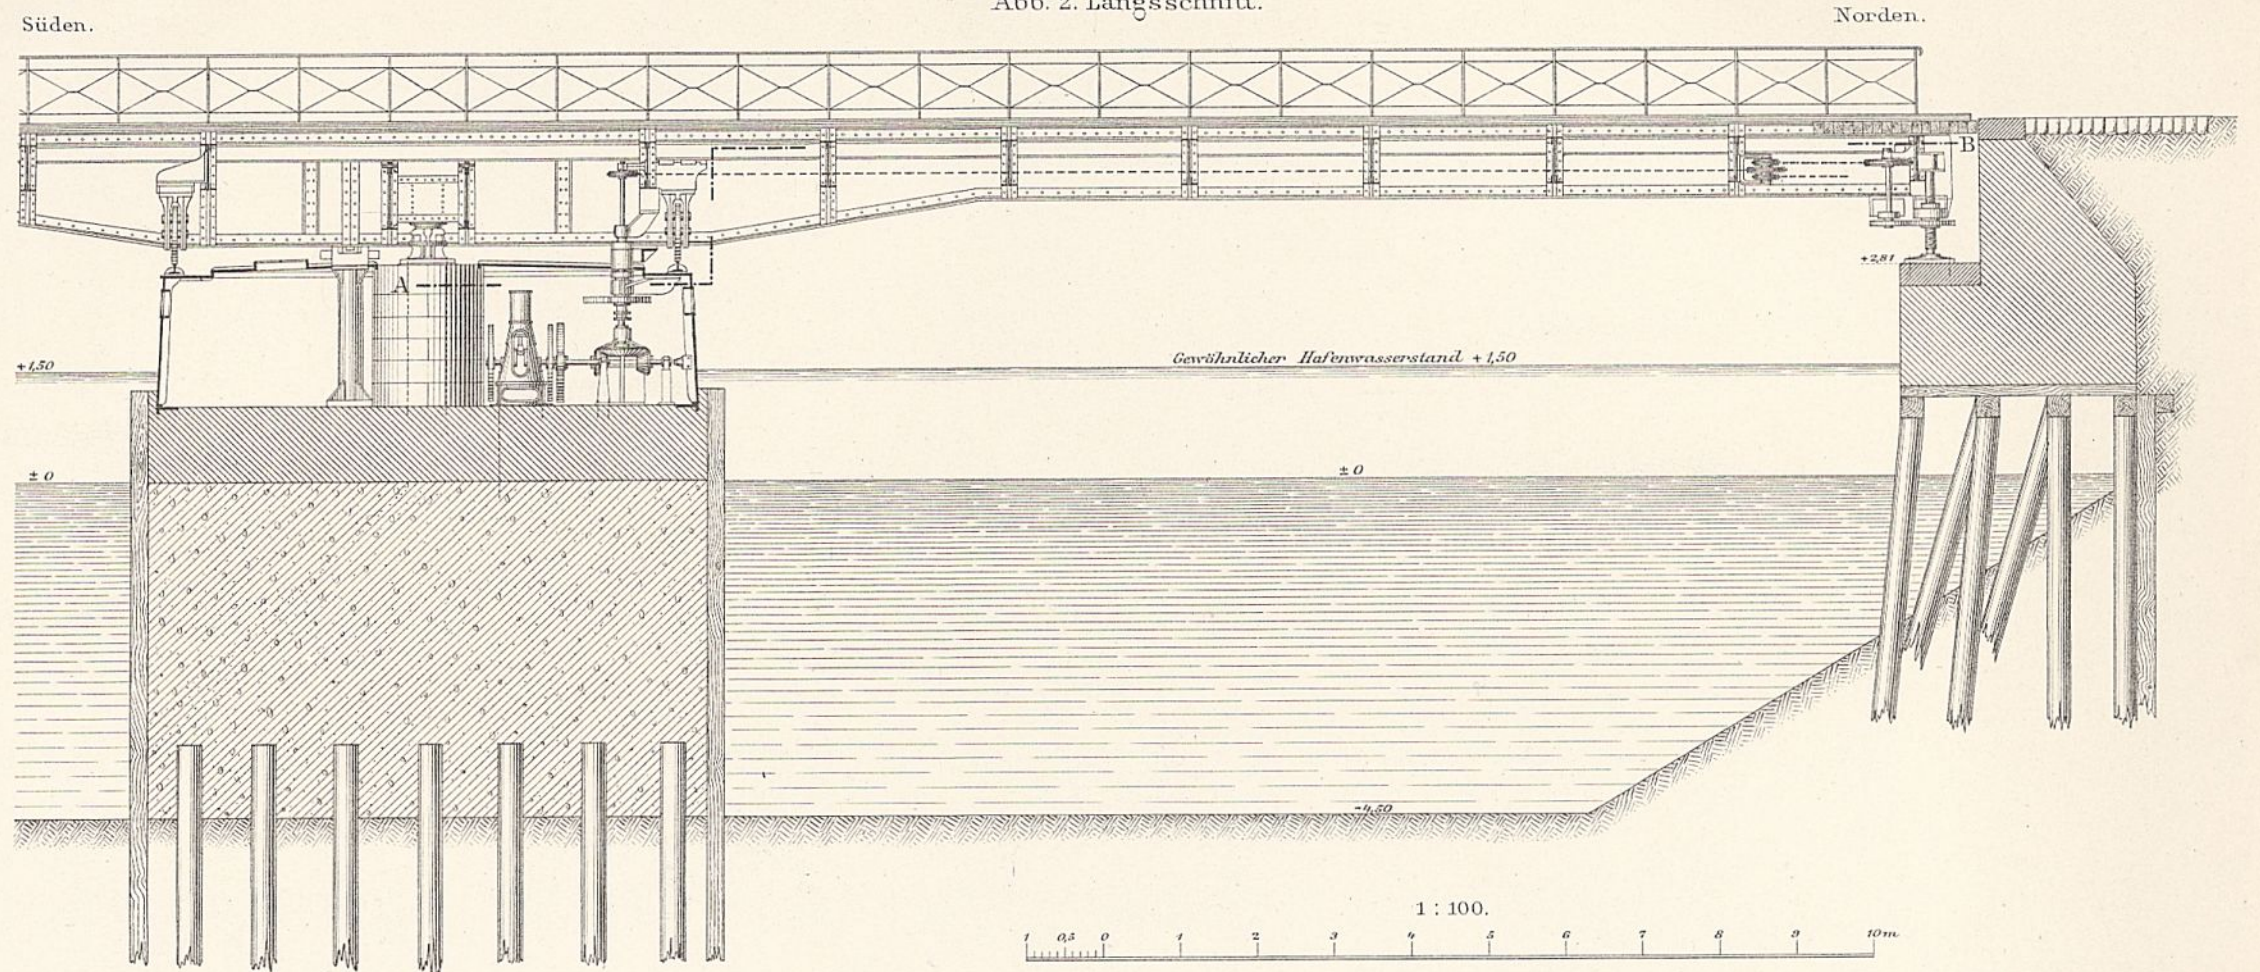 Abb. 2. Längsschnitt.
Süden.
Norden.
B
+2,81
A
+1,50
Gewöhnlicher Hafenwasserstand +1,50
± 0
± 0
-4,50
1 : 100.
1 0,5 0 1 2 3 4 5 6 7 8 9 10 m